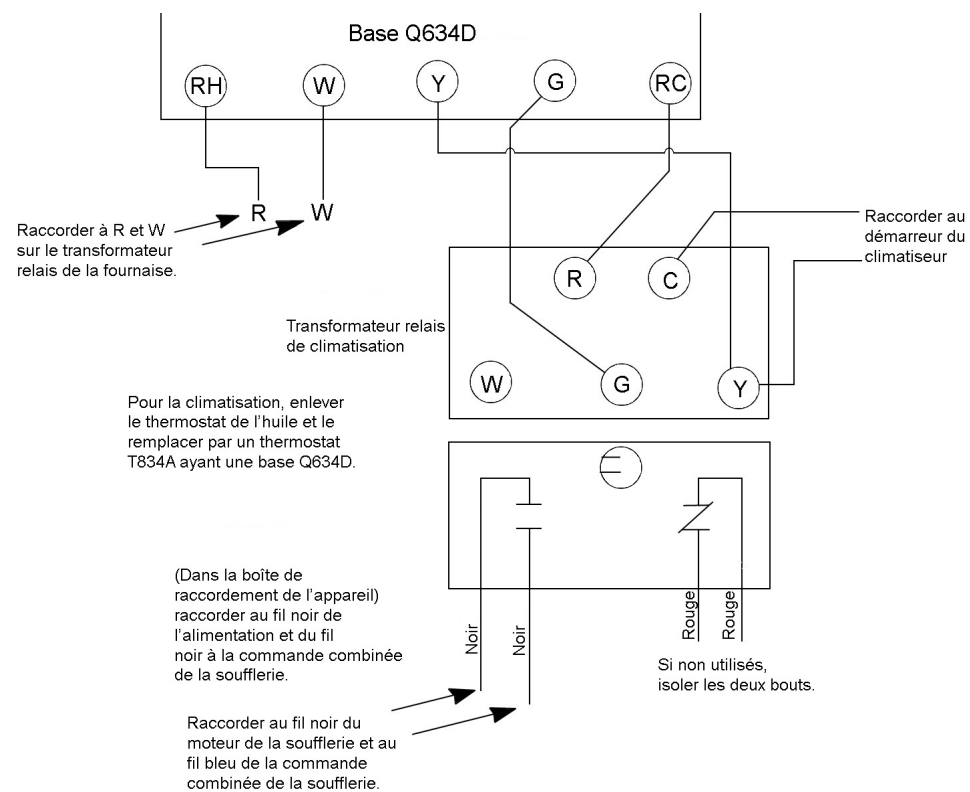 Base Q634D
RH
W
Y
G
RC
R
W
Raccorder à R et W
sur le transformateur
relais de la fournaise.
Raccorder au
démarreur du
climatiseur
R
C
Transformateur relais
de climatisation
W
G
Y
Pour la climatisation, enlever
le thermostat de l'huile et le
remplacer par un thermostat
T834A ayant une base Q634D.
(Dans la boîte de
raccordement de l'appareil)
raccorder au fil noir de
l'alimentation et du fil
noir à la commande combinée
de la soufflerie.
Noir
Noir
Rouge
Rouge
Si non utilisés,
isoler les deux bouts.
Raccorder au fil noir du
moteur de la soufflerie et au
fil bleu de la commande
combinée de la soufflerie.